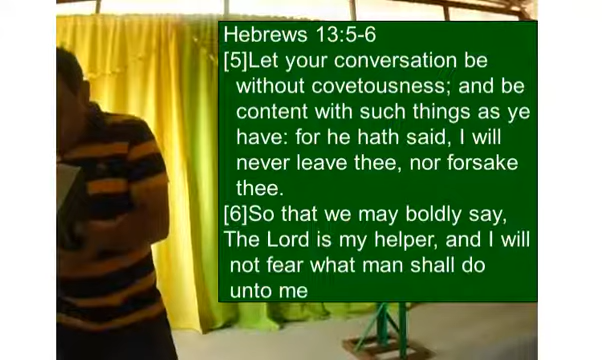 Hebrews 13:5-6
[5]Let your conversation be
without covetousness; and be
content with such things as ye
have: for he hath said, I will
never leave thee, nor forsake
thee.
[6]So that we may boldly say,
The Lord is my helper, and I will
not fear what man shall do
unto me